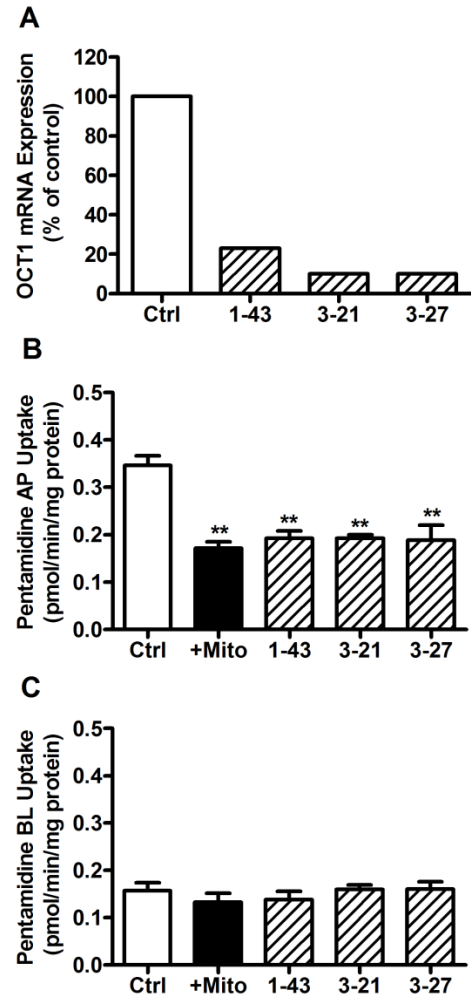 A
OCT1 mRNA Expression
(% of control)
120
100
80
60
40
20
0
Ctrl 1-43 3-21 3-27
B
Pentamidine AP Uptake
(pmol/min/mg protein)
0.5
0.4
0.3
0.2
0.1
0.0
** ** ** **
Ctrl +Mito 1-43 3-21 3-27
C
Pentamidine BL Uptake
(pmol/min/mg protein)
0.5
0.4
0.3
0.2
0.1
0.0
Ctrl +Mito 1-43 3-21 3-27